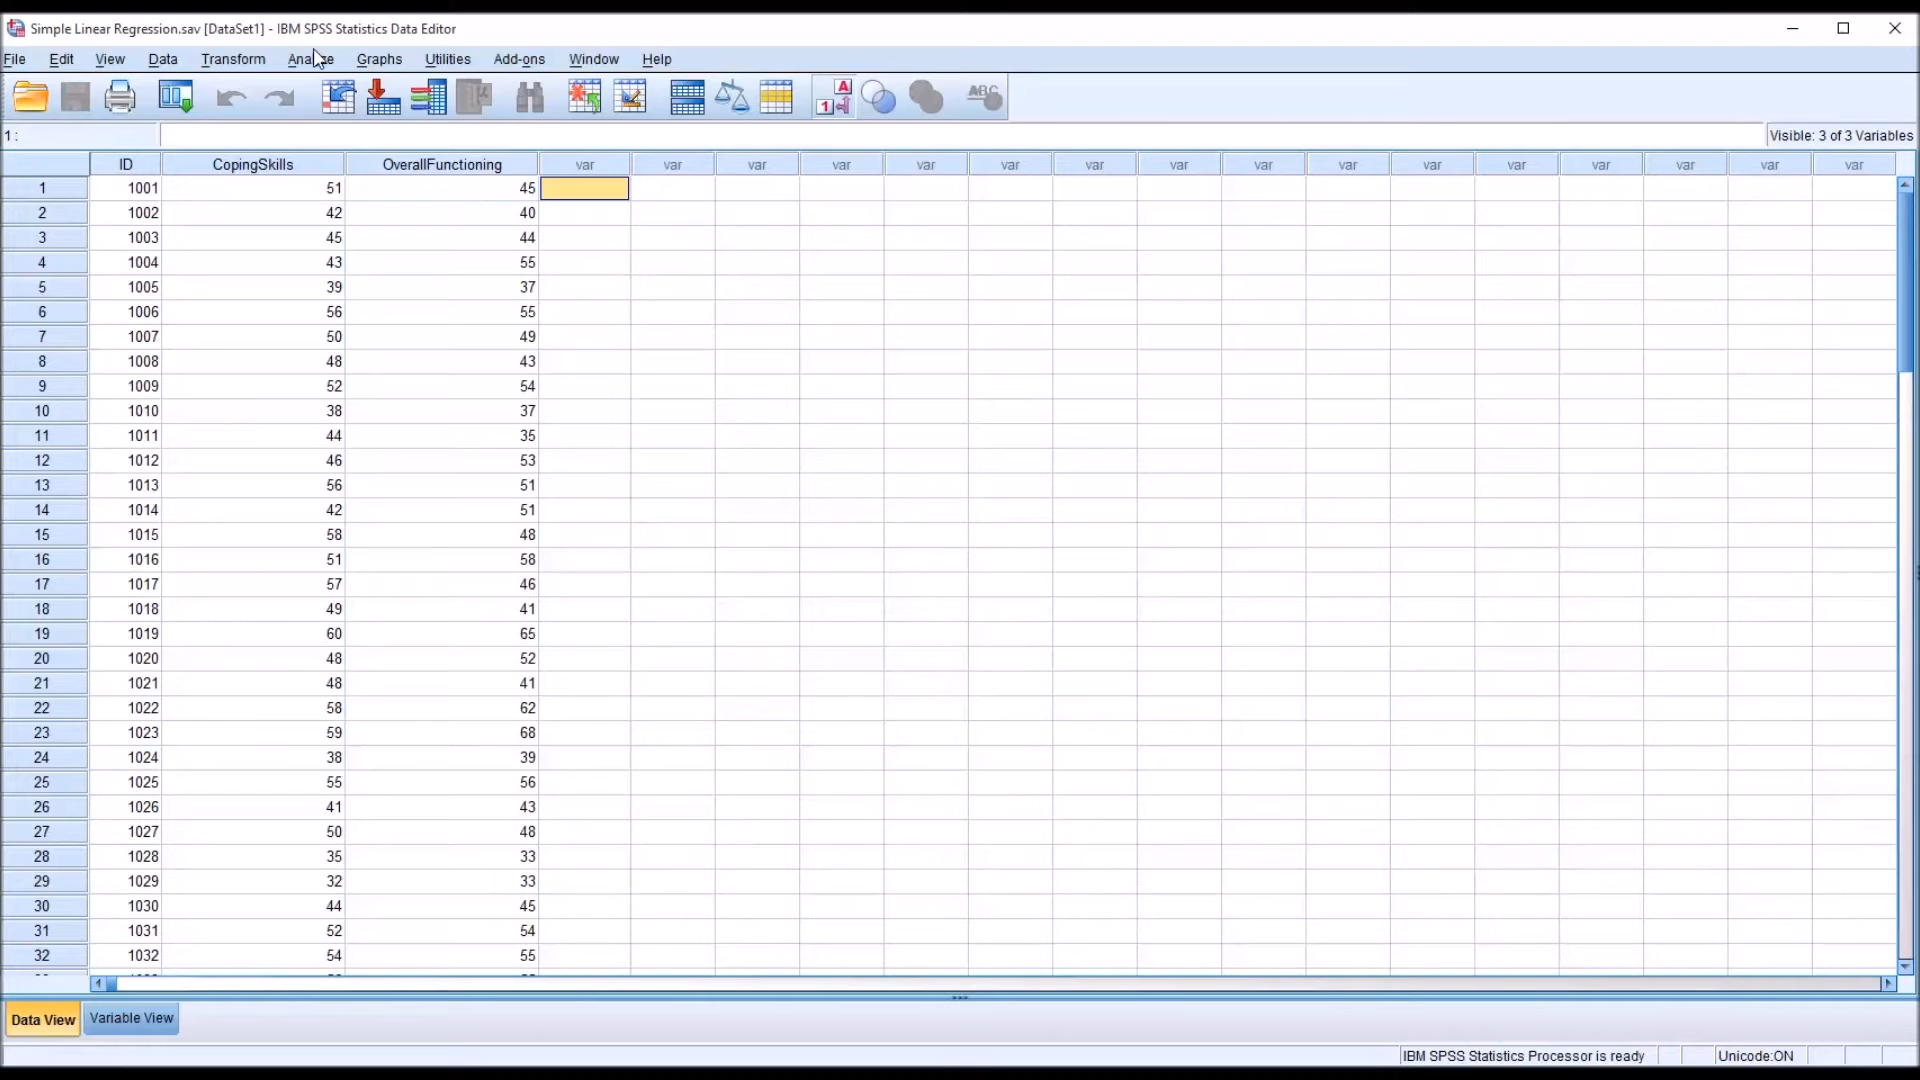 Simple Linear Regression.sav [DataSet1] - IBM SPSS Statistics Data Editor
File Edit View Data Transform Analyze Graphs Utilities Add-ons Window Help
1 A ABC
1 : Visible: 3 of 3 Variables
ID CopingSkills OverallFunctioning var var var var var var var var var var var var var var var var
1 1001 51 45
2 1002 42 40
3 1003 45 44
4 1004 43 55
5 1005 39 37
6 1006 56 55
7 1007 50 49
8 1008 48 43
9 1009 52 54
10 1010 38 37
11 1011 44 35
12 1012 46 53
13 1013 56 51
14 1014 42 51
15 1015 58 48
16 1016 51 58
17 1017 57 46
18 1018 49 41
19 1019 60 65
20 1020 48 52
21 1021 48 41
22 1022 58 62
23 1023 59 68
24 1024 38 39
25 1025 55 56
26 1026 41 43
27 1027 50 48
28 1028 35 33
29 1029 32 33
30 1030 44 45
31 1031 52 54
32 1032 54 55
Data View Variable View
IBM SPSS Statistics Processor is ready Unicode:ON